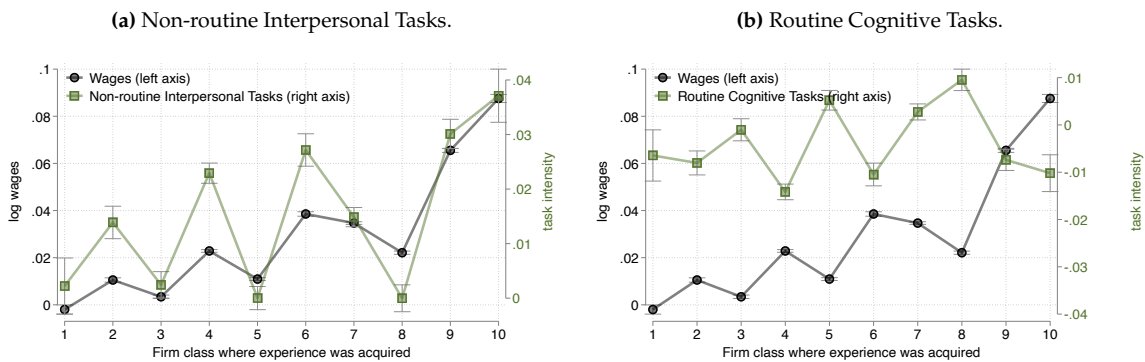 (a) Non-routine Interpersonal Tasks.
.1
.08
.06
.04
.02
0
log wages
Wages (left axis)
Non-routine Interpersonal Tasks (right axis)
.04
.03
.02
.01
0
task intensity
1 2 3 4 5 6 7 8 9 10
Firm class where experience was acquired
(b) Routine Cognitive Tasks.
.1
.08
.06
.04
.02
0
log wages
Wages (left axis)
Routine Cognitive Tasks (right axis)
.01
0
-.01
-.02
-.03
-.04
task intensity
1 2 3 4 5 6 7 8 9 10
Firm class where experience was acquired